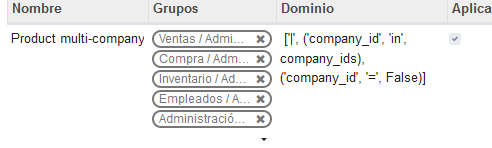 Nombre Grupos Dominio Aplica
Product multi-company Ventas / Admi... ['|', ('company_id', 'in',
Compra / Adm... company_ids),
Inventario / Ad... ('company_id', '=', False)]
Empleados / A...
Administració...